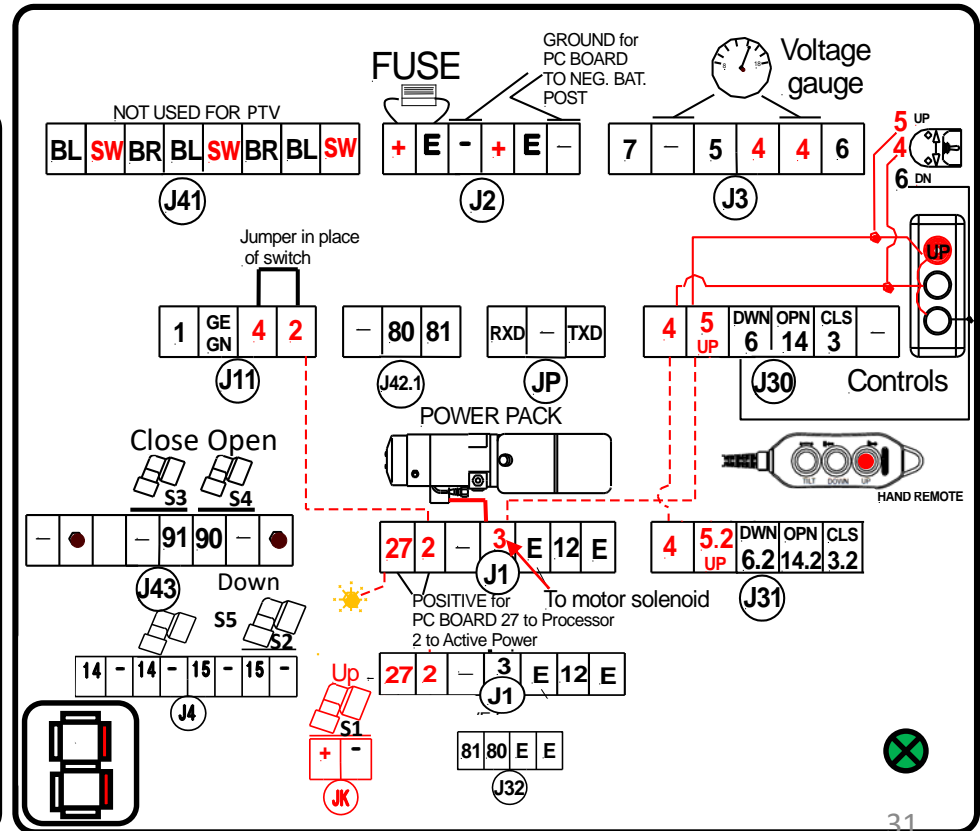 FUSE
GROUND for
PC BOARD
TO NEG. BAT.
POST
8
18
Voltage
gauge
NOT USED FOR PTV
BL SW BR BL SW BR BL SW
J41
+ E - + E –
J2
7 – 5 4 4 6
J3
5 UP
4
6 DN
UP
Jumper in place
of switch
1 GE GN 4 2
J11
– 80 81
J42.1
RXD – TXD
JP
4 5 UP DWN 6 OPN 14 CLS 3 –
J30
Controls
POWER PACK
TILT DOWN UP
HAND REMOTE
Close Open
S3 S4
– – 91 90 –
J43
27 2 – 3 E 12 E
J1
To motor solenoid
4 5.2 UP DWN 6.2 OPN 14.2 CLS 3.2
J31
POSITIVE for
PC BOARD 27 to Processor
2 to Active Power
Down
S5 S2
14 - 14 - 15 - 15 -
J4
27 2 – 3 E 12 E
J1
Up
S1
+ -
JK
81 80 E E
J32
31